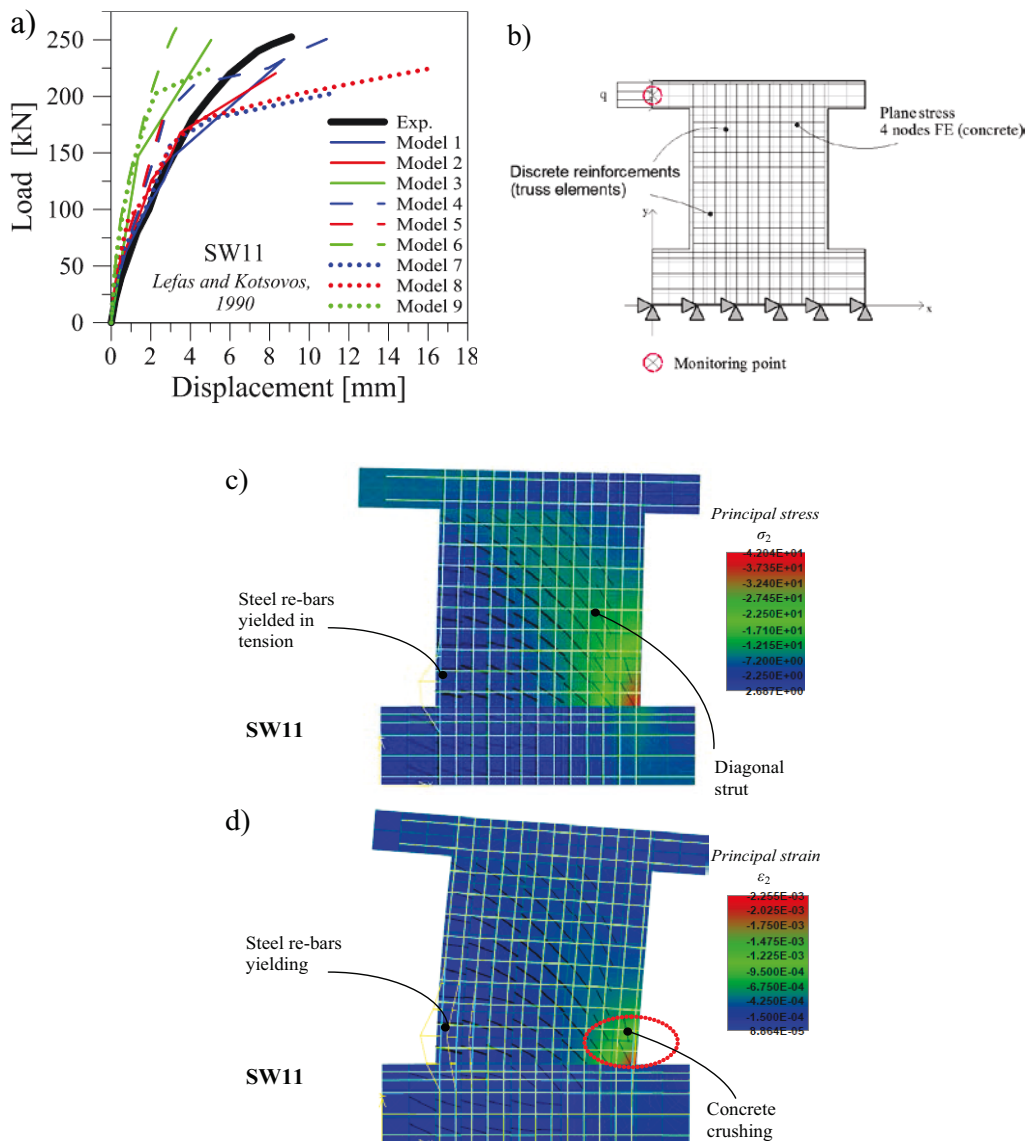 a)
Load [kN]
250
200
150
100
50
0
0 2 4 6 8 10 12 14 16 18
Displacement [mm]
SW11
Lefas and Kotsovos,
1990
Exp.
Model 1
Model 2
Model 3
Model 4
Model 5
Model 6
Model 7
Model 8
Model 9
b)
q
Plane stress
4 nodes FE (concrete)
Discrete reinforcements
(truss elements)
y
x
Monitoring point
c)
Steel re-bars
yielded in
tension
SW11
Principal stress
σ2
-4.204E+01
-3.735E+01
-3.240E+01
-2.745E+01
-2.250E+01
-1.710E+01
-1.215E+01
-7.200E+00
-2.250E+00
2.687E+00
Diagonal
strut
d)
Steel re-bars
yielding
SW11
Principal strain
ε2
-2.255E-03
-2.025E-03
-1.750E-03
-1.475E-03
-1.225E-03
-9.500E-04
-6.750E-04
-4.250E-04
-1.500E-04
8.864E-05
Concrete
crushing